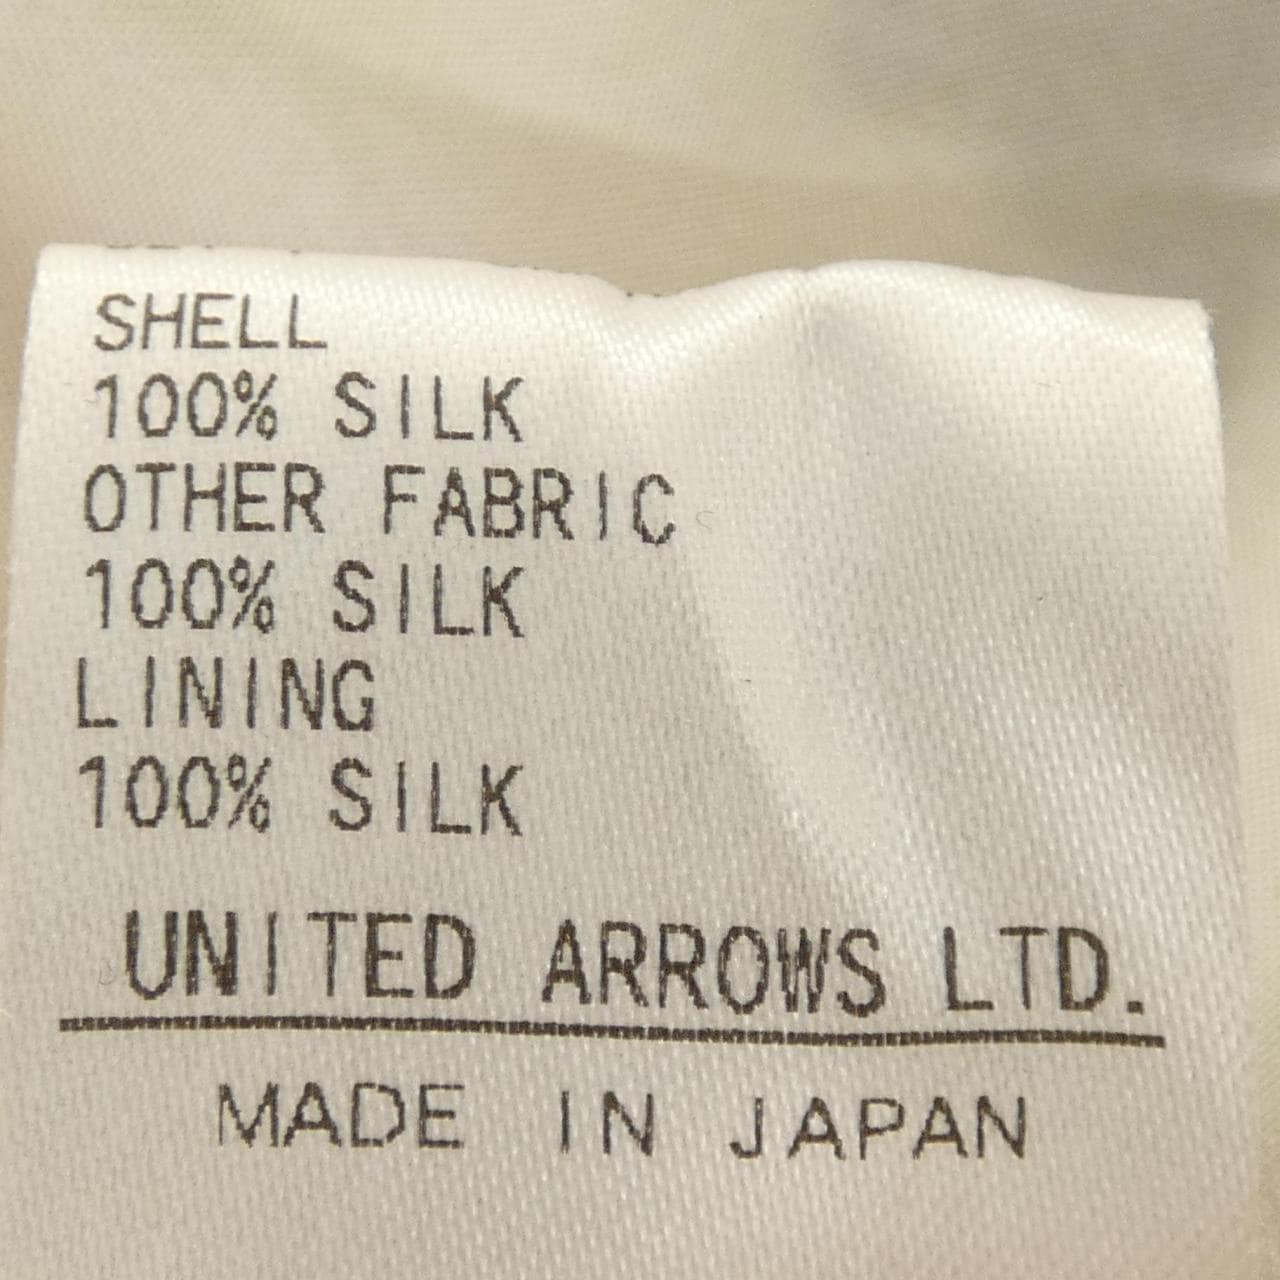 SHELL
100% SILK
OTHER FABRIC
100% SILK
LINING
100% SILK
UNITED ARROWS LTD.
MADE IN JAPAN